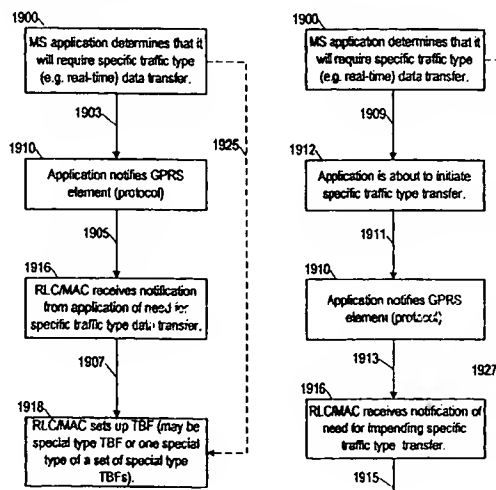 1900
MS application determines that it
will require specific traffic type
(e.g. real-time) data transfer.
1903
1925
1910
Application notifies GPRS
element (protocol)
1905
1916
RLC/MAC receives notification
from application of need for
specific traffic type data transfer.
1907
1918
RLC/MAC sets up TBF (may be
special type TBF or one special
type of a set of special type
TBFs).
1900
MS application determines that it
will require specific traffic type
(e.g. real-time) data transfer.
1909
1912
Application is about to initiate
specific traffic type transfer.
1911
1910
Application notifies GPRS
element (protocol)
1913
1927
1916
RLC/MAC receives notification of
need for impending specific
traffic type transfer.
1915